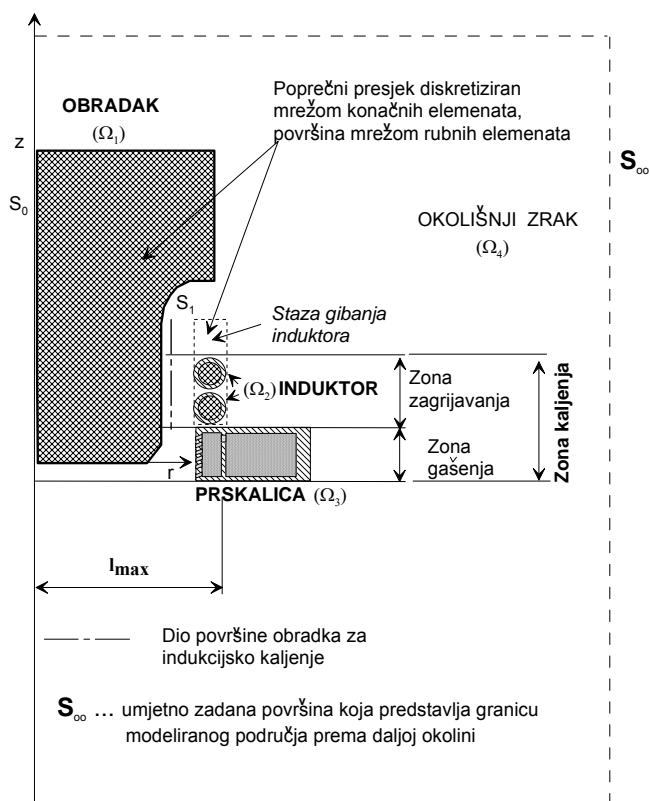 Poprečni presjek diskretiziran
mrežom konačnih elemenata,
površina mrežom rubnih elemenata
OBRADAK
(Ω₁)
z
S∞
S₀
OKOLIŠNJI ZRAK
(Ω₄)
S₁
Staza gibanja
induktora
(Ω₂) INDUKTOR
Zona
zagrijavanja
Zona kaljenja
Zona
gašenja
r
PRSKALICA (Ω₃)
lmax
Dio površine obradka za
indukcijsko kaljenje
S∞ ... umjetno zadana površina koja predstavlja granicu
modeliranog područja prema daljoj okolini